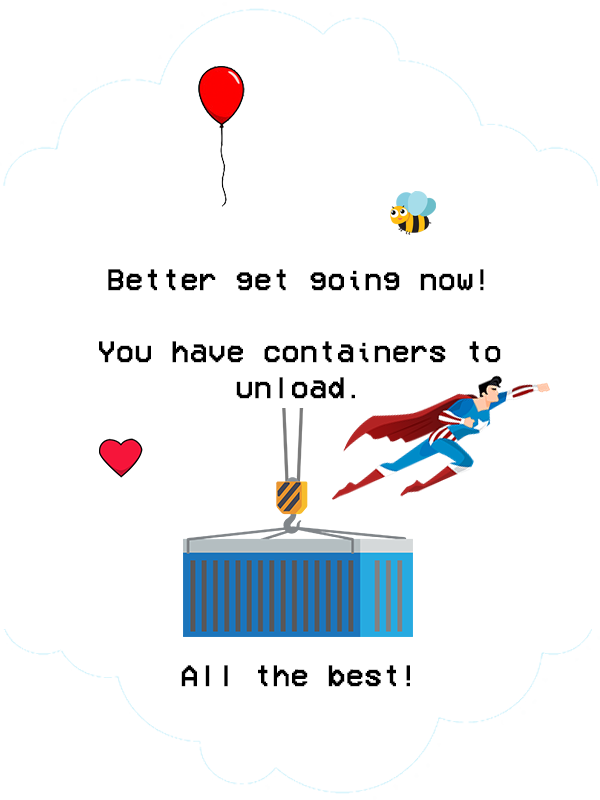 Better get going now!
You have containers to
unload.
All the best!